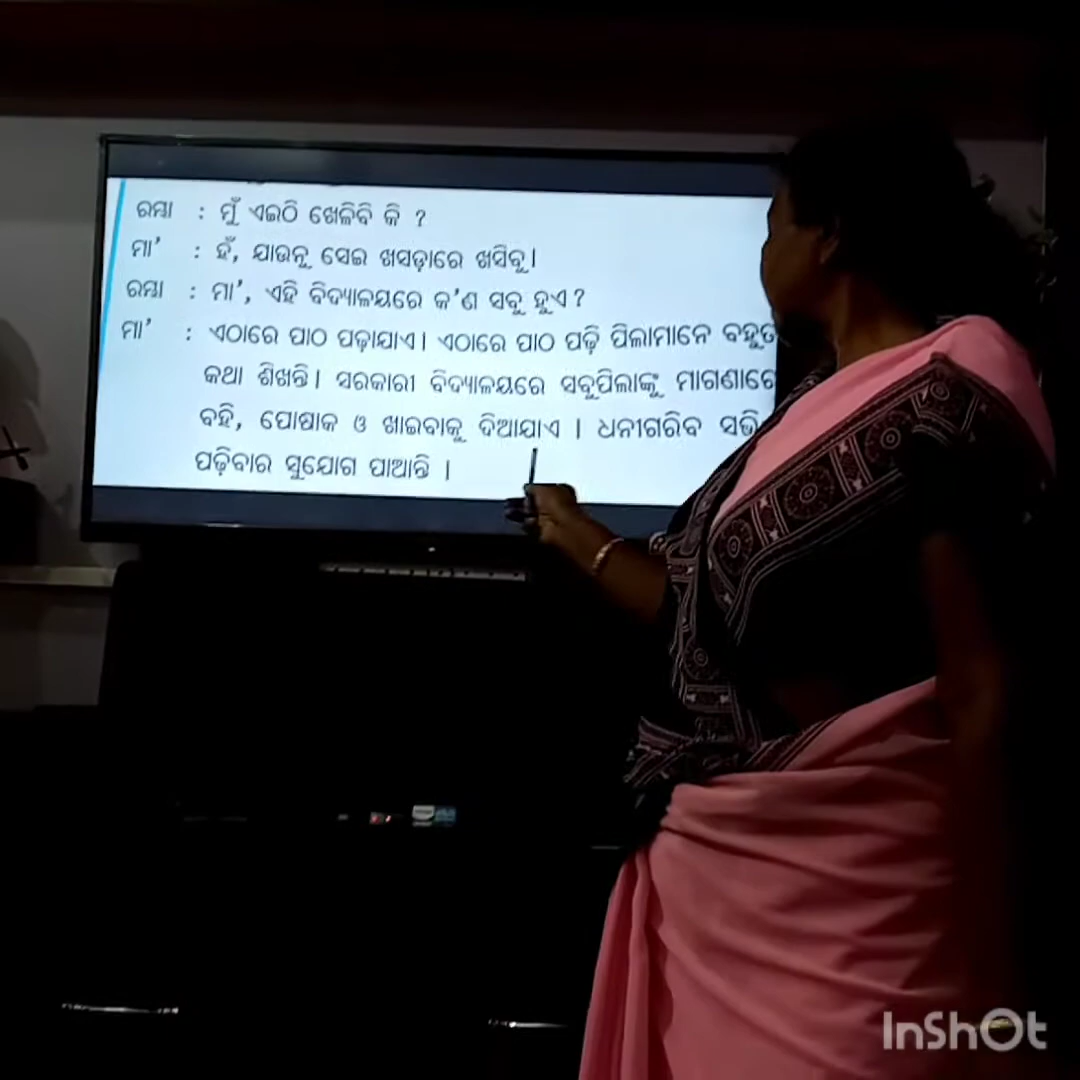 ରମ୍ଭା : ମୁଁ ଏଇଠି ଖେଳିବି କି ?
ମା’ : ହଁ, ଯାଉନୁ ସେଇ ଖସଡ଼ାରେ ଖସିବୁ।
ରମ୍ଭା : ମା’, ଏହି ବିଦ୍ୟାଳୟରେ କ’ଣ ସବୁ ହୁଏ ?
ମା’ : ଏଠାରେ ପାଠ ପଢ଼ାଯାଏ। ଏଠାରେ ପାଠ ପଢ଼ି ପିଲାମାନେ ବହୁତ
କଥା ଶିଖନ୍ତି। ସରକାରୀ ବିଦ୍ୟାଳୟରେ ସବୁପିଲାଙ୍କୁ ମାଗଣାରେ
ବହି, ପୋଷାକ ଓ ଖାଇବାକୁ ଦିଆଯାଏ । ଧନୀଗରିବ
ପଢ଼ିବାର ସୁଯୋଗ ପାଆନ୍ତି ।
InShOt